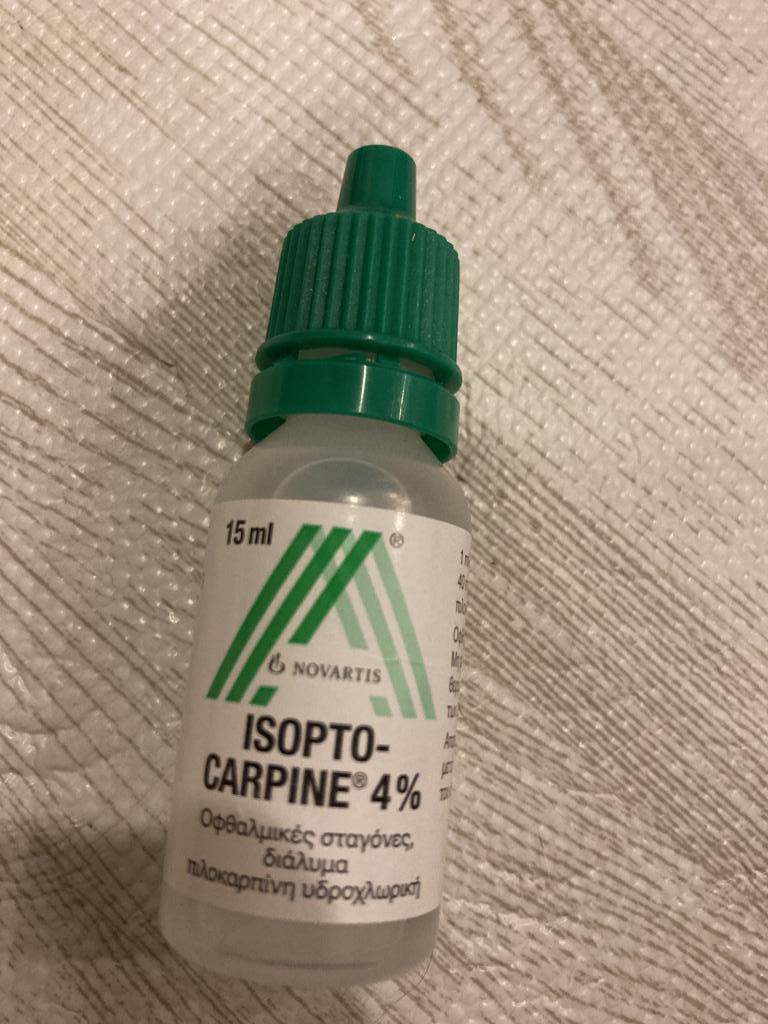 15 ml
®
NOVARTIS
ISOPTO-
CARPINE® 4%
Οφθαλμικές σταγόνες,
διάλυμα
πιλοκαρπίνη υδροχλωρική